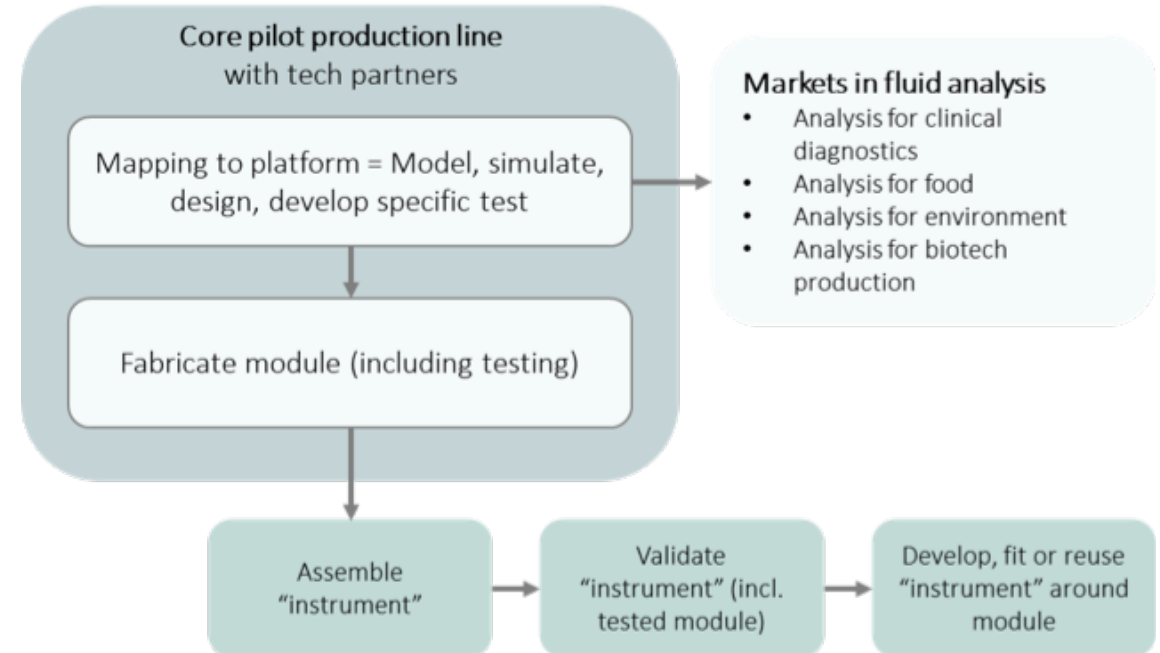 Core pilot production line
with tech partners
Mapping to platform = Model, simulate,
design, develop specific test
Fabricate module (including testing)
Markets in fluid analysis
• Analysis for clinical
diagnostics
• Analysis for food
• Analysis for environment
• Analysis for biotech
production
Assemble
“instrument”
Validate
“instrument” (incl.
tested module)
Develop, fit or reuse
“instrument” around
module